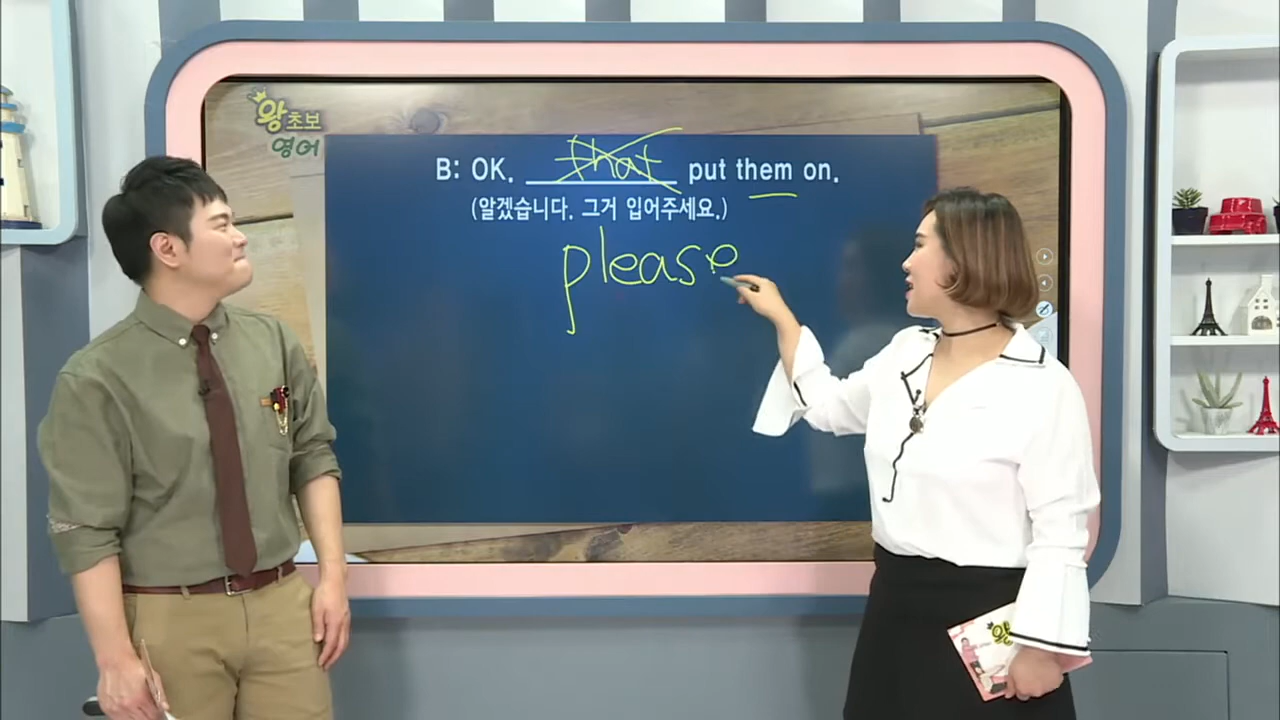 왕초보
영어
B: OK. that put them on.
(알겠습니다. 그거 입어주세요.)
please